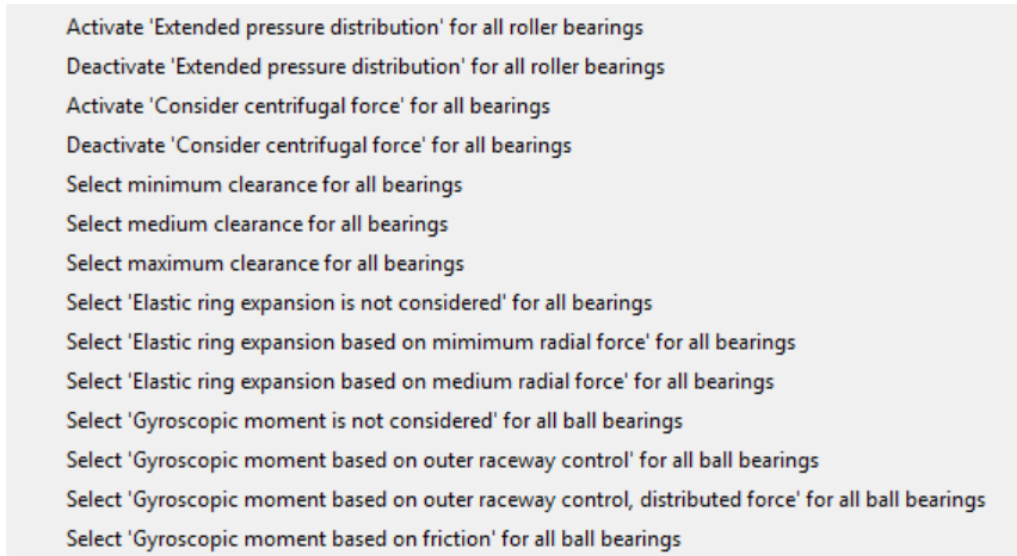 Activate 'Extended pressure distribution' for all roller bearings
Deactivate 'Extended pressure distribution' for all roller bearings
Activate 'Consider centrifugal force' for all bearings
Deactivate 'Consider centrifugal force' for all bearings
Select minimum clearance for all bearings
Select medium clearance for all bearings
Select maximum clearance for all bearings
Select 'Elastic ring expansion is not considered' for all bearings
Select 'Elastic ring expansion based on mimimum radial force' for all bearings
Select 'Elastic ring expansion based on medium radial force' for all bearings
Select 'Gyroscopic moment is not considered' for all ball bearings
Select 'Gyroscopic moment based on outer raceway control' for all ball bearings
Select 'Gyroscopic moment based on outer raceway control, distributed force' for all ball bearings
Select 'Gyroscopic moment based on friction' for all ball bearings